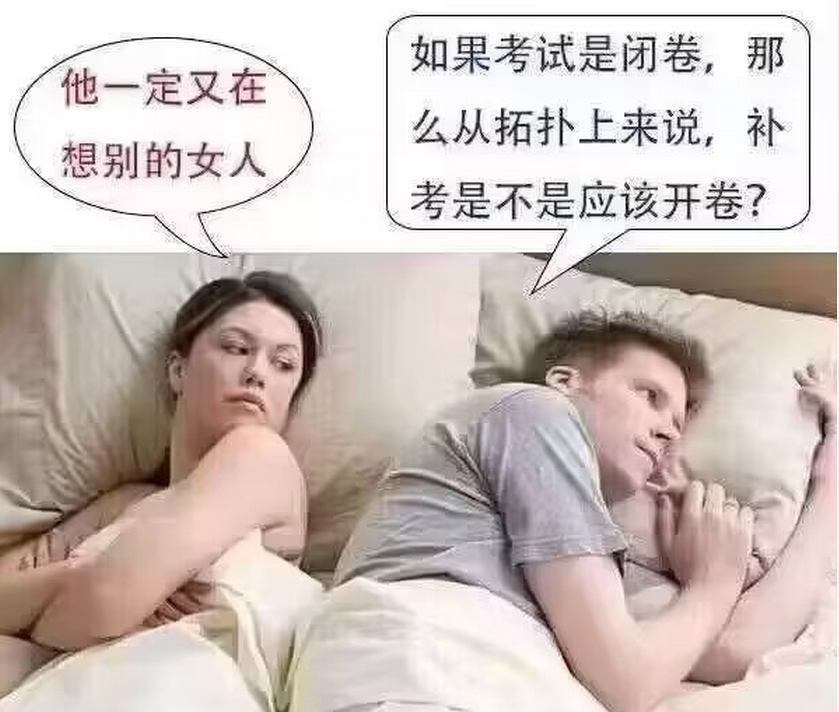 他一定又在
想别的女人
如果考试是闭卷，那
么从拓扑上来说，补
考是不是应该开卷？